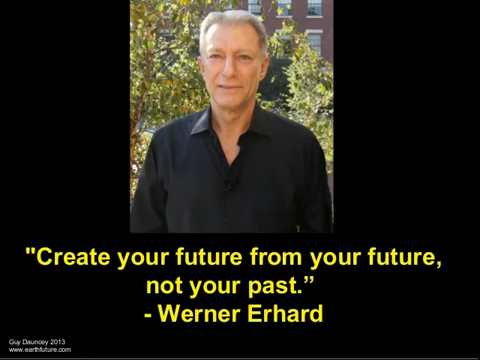 "Create your future from your future,
not your past.”
- Werner Erhard
Guy Dauncey 2013
www.earthfuture.com